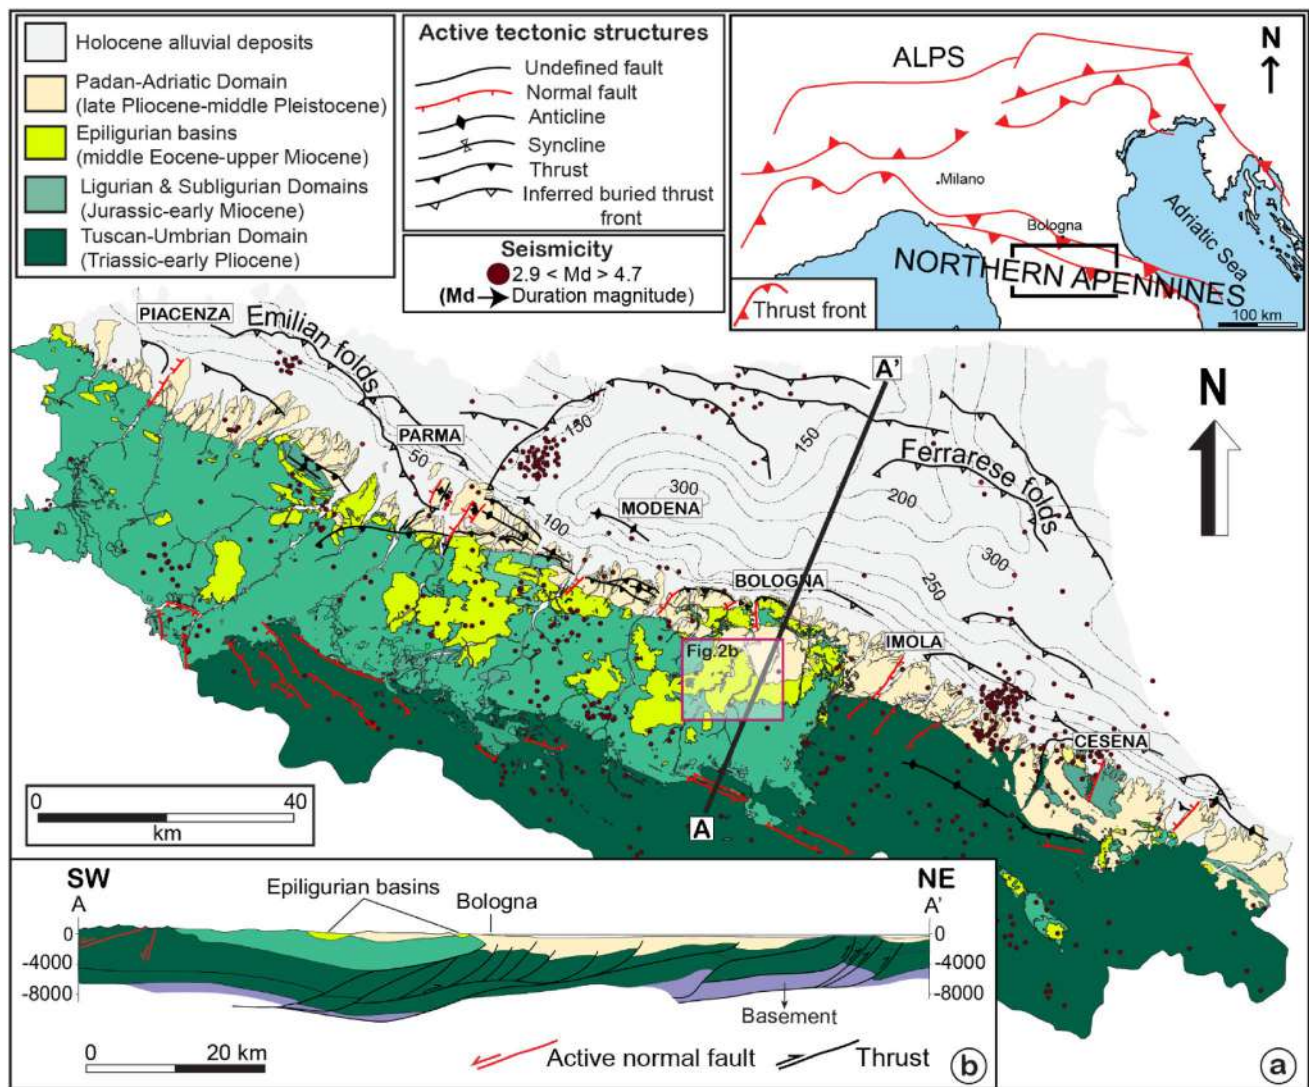 Holocene alluvial deposits
Padan-Adriatic Domain
(late Pliocene-middle Pleistocene)
Epiligurian basins
(middle Eocene-upper Miocene)
Ligurian & Subligurian Domains
(Jurassic-early Miocene)
Tuscan-Umbrian Domain
(Triassic-early Pliocene)
Active tectonic structures
Undefined fault
Normal fault
Anticline
Syncline
Thrust
Inferred buried thrust
front
Seismicity
2.9 < Md > 4.7
(Md → Duration magnitude)
ALPS
N
Milano
Bologna
Adriatic Sea
NORTHERN APENNINES
Thrust front
100 km
PIACENZA
Emilian folds
PARMA
50
150
100
MODENA
300
150
200
A'
Ferrarese folds
N
300
250
BOLOGNA
IMOLA
Fig.2b
CESENA
A
0 40
km
SW
NE
A
A'
Epiligurian basins
Bologna
0
-4000
-8000
0
-4000
-8000
Basement
0 20 km
Active normal fault
Thrust
b
a